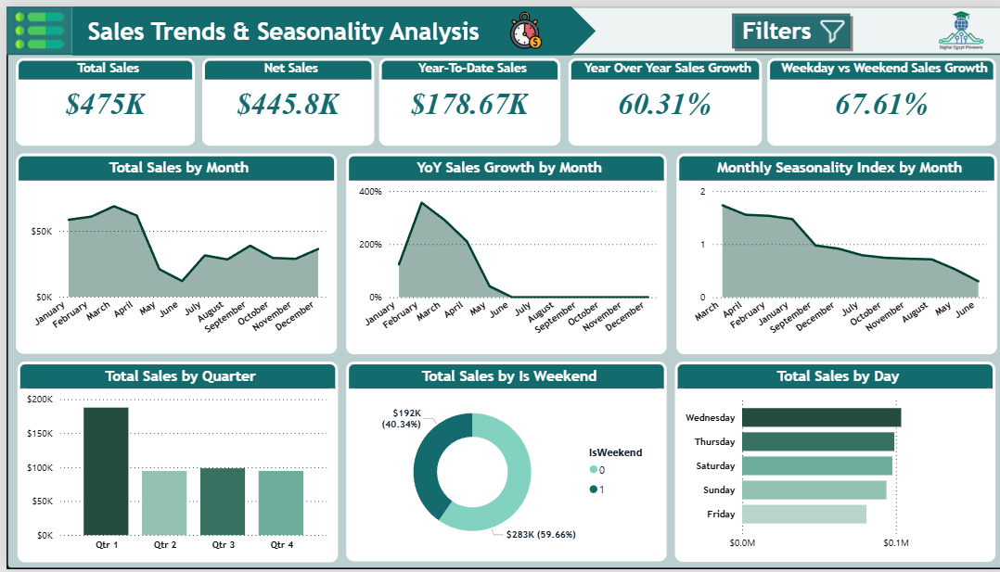 Sales Trends & Seasonality Analysis
Filters
Digital Egypt Pioneers
Total Sales
$475K
Net Sales
$445.8K
Year-To-Date Sales
$178.67K
Year Over Year Sales Growth
60.31%
Weekday vs Weekend Sales Growth
67.61%
Total Sales by Month
$50K
$0K
January
February
March
April
May
June
July
August
September
October
November
December
YoY Sales Growth by Month
400%
200%
0%
January
February
March
April
May
June
July
August
September
October
November
December
Monthly Seasonality Index by Month
2
1
0
March
April
February
January
September
December
July
October
November
August
May
June
Total Sales by Quarter
$200K
$150K
$100K
$50K
$0K
Qtr 1
Qtr 2
Qtr 3
Qtr 4
Total Sales by Is Weekend
$192K
(40.34%)
$283K (59.66%)
IsWeekend
0
1
Total Sales by Day
Wednesday
Thursday
Saturday
Sunday
Friday
$0.0M
$0.1M